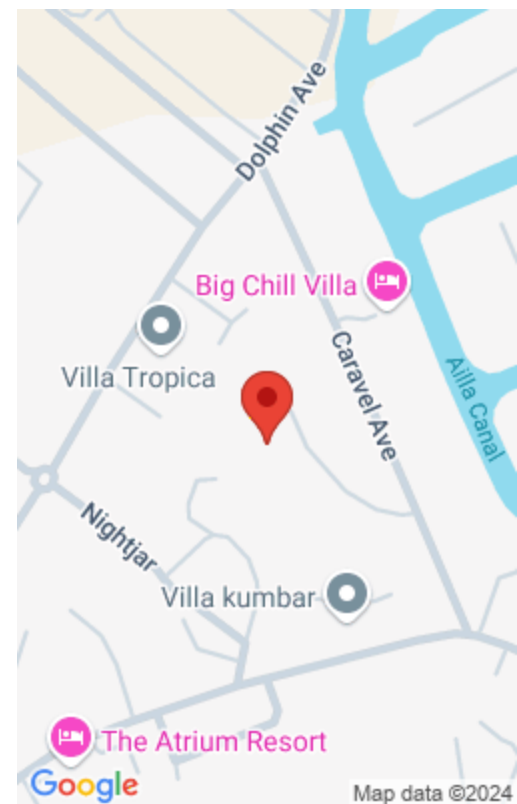 Dolphin Ave
Big Chill Villa
Villa Tropica
Caravel Ave
Ailla Canal
Nightjar
Villa kumbar
The Atrium Resort
Google
Map data ©2024